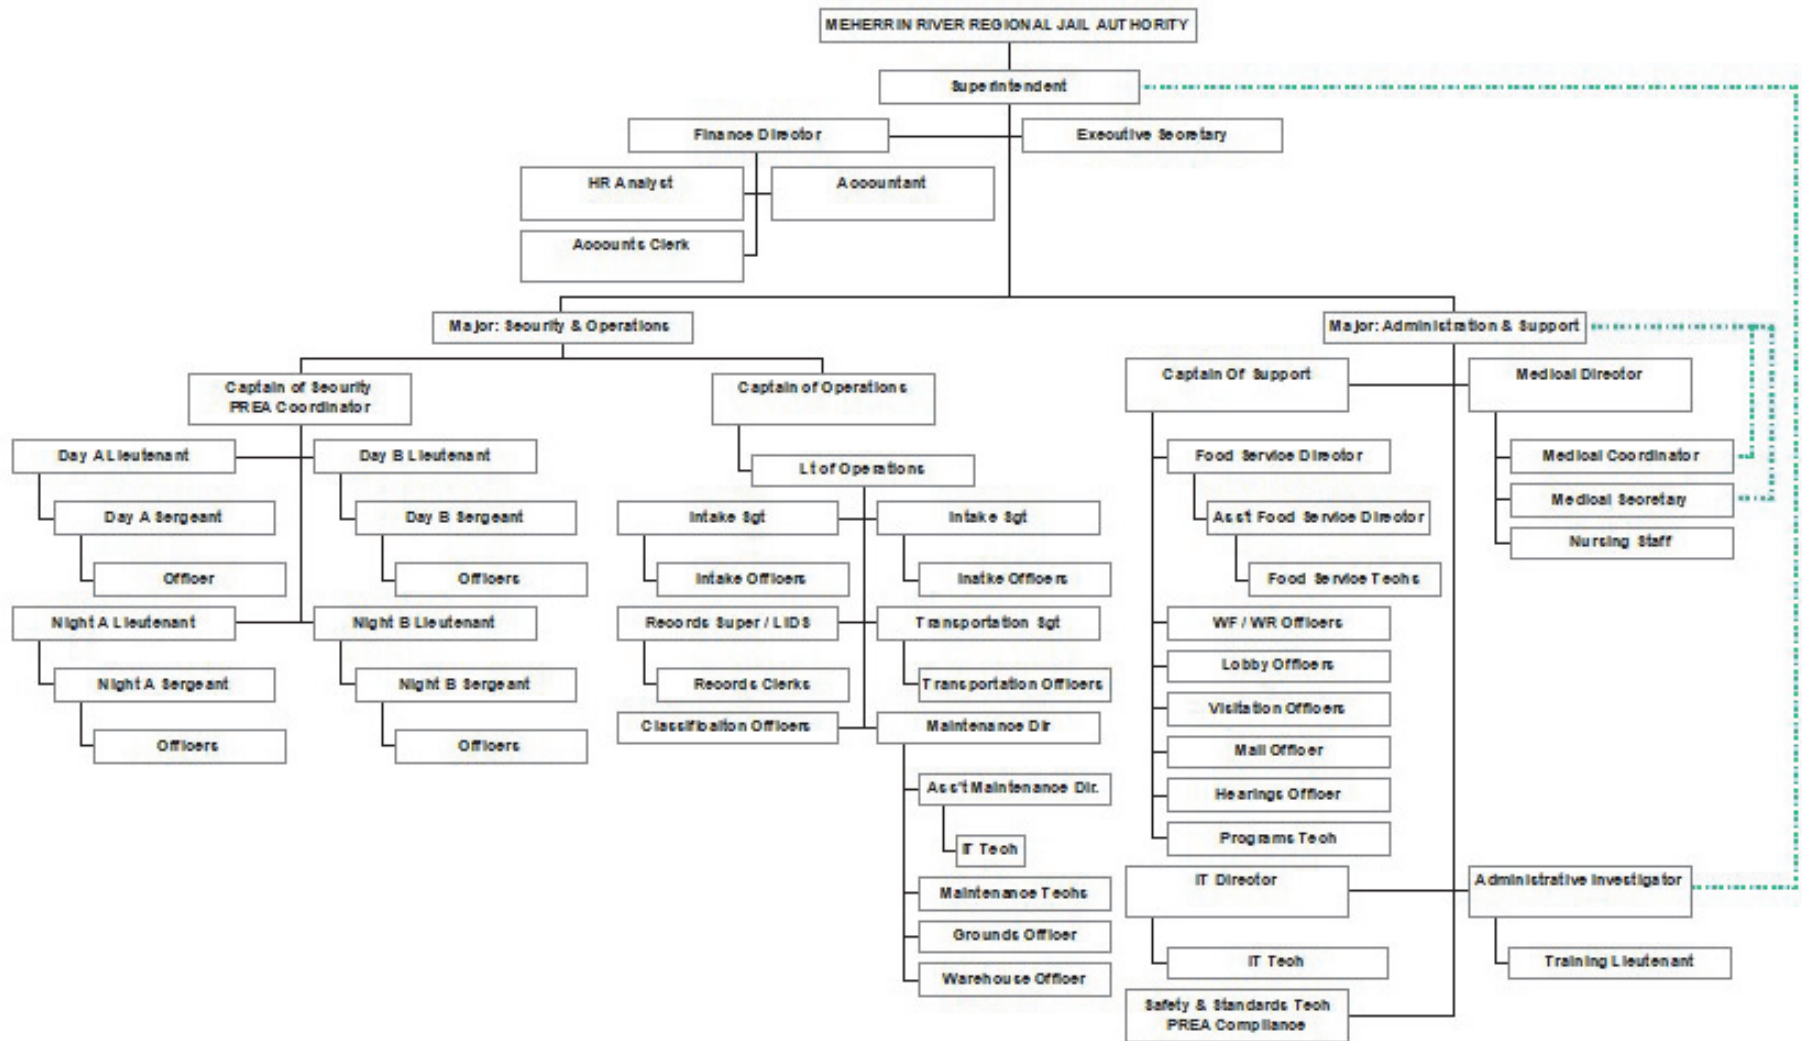 MEHERRIN RIVER REGIONAL JAIL AUTHORITY
Superintendent
Finance Director
Executive Secretary
HR Analyst
Accountant
Accounts Clerk
Major: Security & Operations
Major: Administration & Support
Captain of Security
PREA Coordinator
Captain of Operations
Captain Of Support
Medical Director
Day A Lieutenant
Day B Lieutenant
Lt of Operations
Food Service Director
Medical Coordinator
Medical Secretary
Day A Sergeant
Day B Sergeant
Intake Sgt
Intake Sgt
Ass't Food Service Director
Nursing Staff
Officer
Officers
Intake Officers
Inatke Officers
Food Service Techs
Night A Lieutenant
Night B Lieutenant
Records Super / LIDS
Transportation Sgt
WF / WR Officers
Lobby Officers
Night A Sergeant
Night B Sergeant
Records Clerks
Transportation Officers
Visitation Officers
Classificaiton Officers
Maintenance Dir
Officers
Officers
Mail Officer
Ass't Maintenance Dir.
Hearings Officer
Programs Tech
IT Tech
IT Director
Administrative Investigator
Maintenance Techs
Grounds Officer
IT Tech
Training Lieutenant
Warehouse Officer
Safety & Standards Tech
PREA Compliance